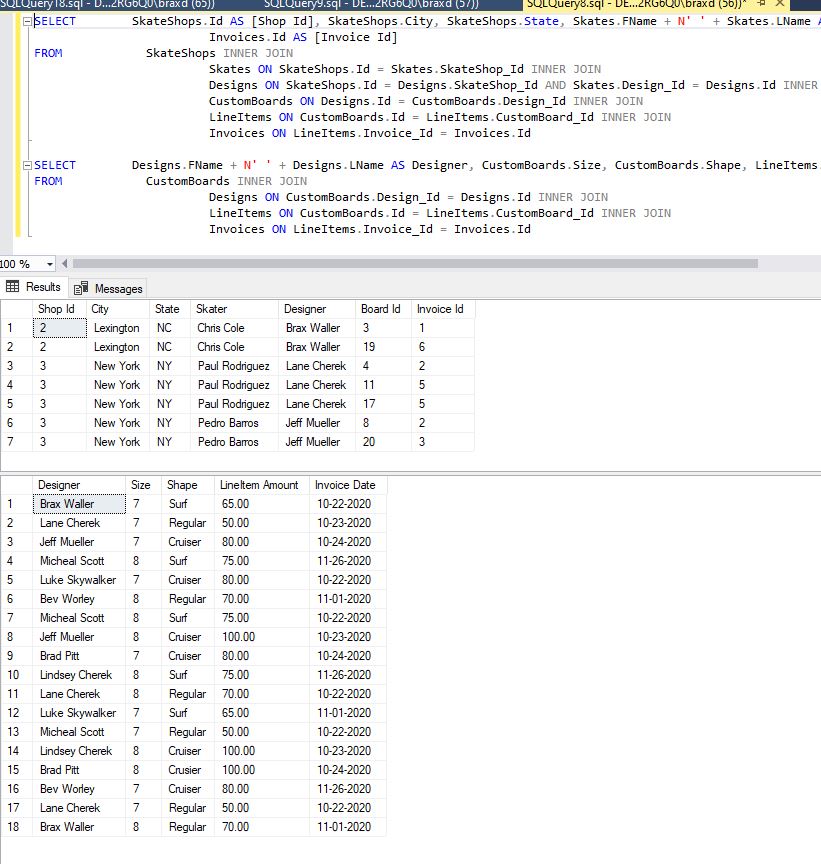 SQLQuery18.sql - D...2RG6Q0\braxd (65)) SQLQuery9.sql - DE...2RG6Q0\braxd (57)) SQLQuery8.sql - DE...2RG6Q0\braxd (56))*
SELECT SkateShops.Id AS [Shop Id], SkateShops.City, SkateShops.State, Skates.FName + N' ' + Skates.LName A
Invoices.Id AS [Invoice Id]
FROM SkateShops INNER JOIN
Skates ON SkateShops.Id = Skates.SkateShop_Id INNER JOIN
Designs ON SkateShops.Id = Designs.SkateShop_Id AND Skates.Design_Id = Designs.Id INNER
CustomBoards ON Designs.Id = CustomBoards.Design_Id INNER JOIN
LineItems ON CustomBoards.Id = LineItems.CustomBoard_Id INNER JOIN
Invoices ON LineItems.Invoice_Id = Invoices.Id
SELECT Designs.FName + N' ' + Designs.LName AS Designer, CustomBoards.Size, CustomBoards.Shape, LineItems.
FROM CustomBoards INNER JOIN
Designs ON CustomBoards.Design_Id = Designs.Id INNER JOIN
LineItems ON CustomBoards.Id = LineItems.CustomBoard_Id INNER JOIN
Invoices ON LineItems.Invoice_Id = Invoices.Id
100 %
Results Messages
Shop Id City State Skater Designer Board Id Invoice Id
1 2 Lexington NC Chris Cole Brax Waller 3 1
2 2 Lexington NC Chris Cole Brax Waller 19 6
3 3 New York NY Paul Rodriguez Lane Cherek 4 2
4 3 New York NY Paul Rodriguez Lane Cherek 11 5
5 3 New York NY Paul Rodriguez Lane Cherek 17 5
6 3 New York NY Pedro Barros Jeff Mueller 8 2
7 3 New York NY Pedro Barros Jeff Mueller 20 3
Designer Size Shape LineItem Amount Invoice Date
1 Brax Waller 7 Surf 65.00 10-22-2020
2 Lane Cherek 7 Regular 50.00 10-23-2020
3 Jeff Mueller 7 Cruiser 80.00 10-24-2020
4 Micheal Scott 8 Surf 75.00 11-26-2020
5 Luke Skywalker 7 Cruiser 80.00 10-22-2020
6 Bev Worley 8 Regular 70.00 11-01-2020
7 Micheal Scott 8 Surf 75.00 10-22-2020
8 Jeff Mueller 8 Cruiser 100.00 10-23-2020
9 Brad Pitt 7 Cruiser 80.00 10-24-2020
10 Lindsey Cherek 8 Surf 75.00 11-26-2020
11 Lane Cherek 8 Regular 70.00 10-22-2020
12 Luke Skywalker 7 Surf 65.00 11-01-2020
13 Micheal Scott 7 Regular 50.00 10-22-2020
14 Lindsey Cherek 8 Cruiser 100.00 10-23-2020
15 Brad Pitt 8 Crusier 100.00 10-24-2020
16 Bev Worley 7 Cruiser 80.00 11-26-2020
17 Lane Cherek 7 Regular 50.00 10-22-2020
18 Brax Waller 8 Regular 70.00 11-01-2020